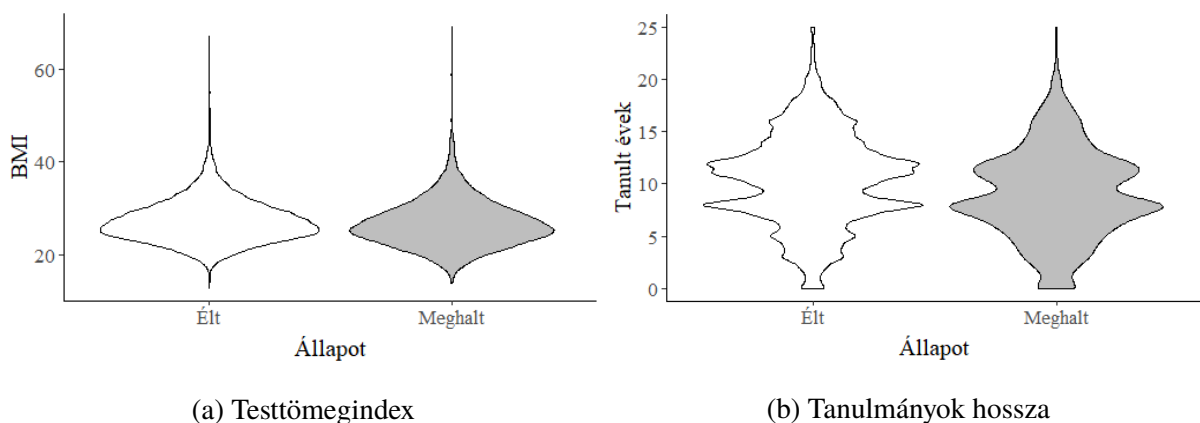 BMI
60
40
20
Élt
Meghalt
Állapot
(a) Testtömegindex
Tanult évek
25
20
15
10
5
0
Élt
Meghalt
Állapot
(b) Tanulmányok hossza